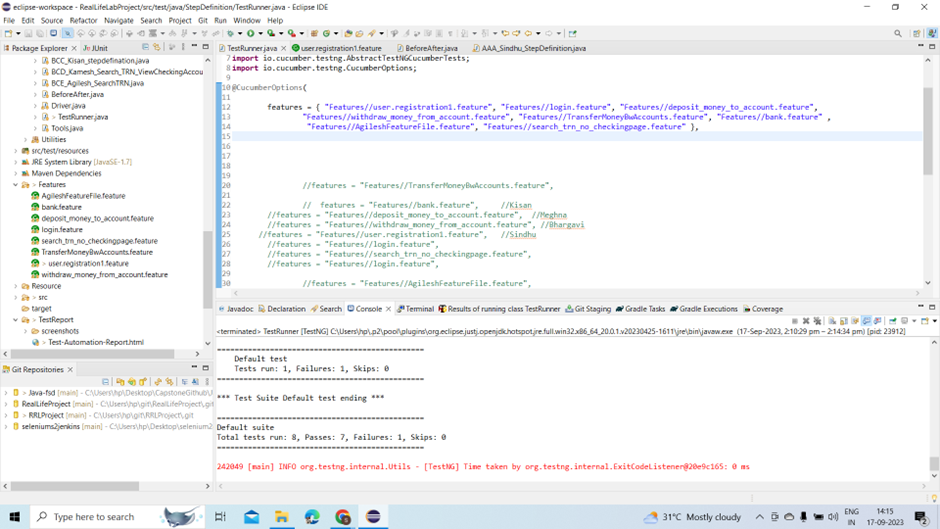 eclipse-workspace - RealLifeLabProject/src/test/java/StepDefinition/TestRunner.java - Eclipse IDE
File Edit Source Refactor Navigate Search Project Git Run Window Help
Package Explorer JUnit
BCC_Kisan_stepdefination.java
BCD_Kamesh_Search_TRN_ViewCheckingAccou
BCE_Agilesh_SearchTRN.java
BeforeAfter.java
Driver.java
> TestRunner.java
Tools.java
Utilities
src/test/resources
JRE System Library [JavaSE-1.7]
Maven Dependencies
> Features
AgileshFeatureFile.feature
bank.feature
deposit_money_to_account.feature
login.feature
search_trn_no_checkingpage.feature
TransferMoneyBwAccounts.feature
> user.registration1.feature
withdraw_money_from_account.feature
Resource
> src
target
> TestReport
> screenshots
> Test-Automation-Report.html
Git Repositories
> Java-fsd [main] - C:\Users\hp\Desktop\CapstoneGithub\J
RealLifeProject [main] - C:\Users\hp\git\RealLifeProject\.git
> RRLProject [main] - C:\Users\hp\git\RRLProject\.git
seleniums2jenkins [main] - C:\Users\hp\Desktop\selenium2
TestRunner.java user.registration1.feature BeforeAfter.java AAA_Sindhu_StepDefinition.java
7 import io.cucumber.testng.AbstractTestNGCucumberTests;
8 import io.cucumber.testng.CucumberOptions;
9
10 @CucumberOptions(
11
12 features = { "Features//user.registration1.feature", "Features//login.feature", "Features//deposit_money_to_account.feature",
13 "Features//withdraw_money_from_account.feature", "Features//TransferMoneyBwAccounts.feature", "Features//bank.feature" ,
14 "Features//AgileshFeatureFile.feature", "Features//search_trn_no_checkingpage.feature" },
15
16
17
18
19
20 //features = "Features//TransferMoneyBwAccounts.feature",
21
22 // features = "Features//bank.feature", //Kisan
23 //features = "Features//deposit_money_to_account.feature", //Meghna
24 //features = "Features//withdraw_money_from_account.feature", //Bhargavi
25 //features = "Features//user.registration1.feature", //Sindhu
26 //features = "Features//login.feature",
27 //features = "Features//search_trn_no_checkingpage.feature",
28 //features = "Features//login.feature",
29
30 //features = "Features//AgileshFeatureFile.feature",
Javadoc Declaration Search Console Terminal Results of running class TestRunner Git Staging Gradle Tasks Gradle Executions Coverage
<terminated> TestRunner [TestNG] C:\Users\hp\.p2\pool\plugins\org.eclipse.justj.openjdk.hotspot.jre.full.win32.x86_64_20.0.1.v20230425-1611\jre\bin\javaw.exe (17-Sep-2023, 2:10:29 pm – 2:14:34 pm) [pid: 23912]
===============================================
Default test
Tests run: 1, Failures: 1, Skips: 0
===============================================
*** Test Suite Default test ending ***
===============================================
Default suite
Total tests run: 8, Passes: 7, Failures: 1, Skips: 0
===============================================
242049 [main] INFO org.testng.internal.Utils - [TestNG] Time taken by org.testng.internal.ExitCodeListener@20e9c165: 0 ms
Type here to search
31°C Mostly cloudy
ENG
IN
14:15
17-09-2023
2